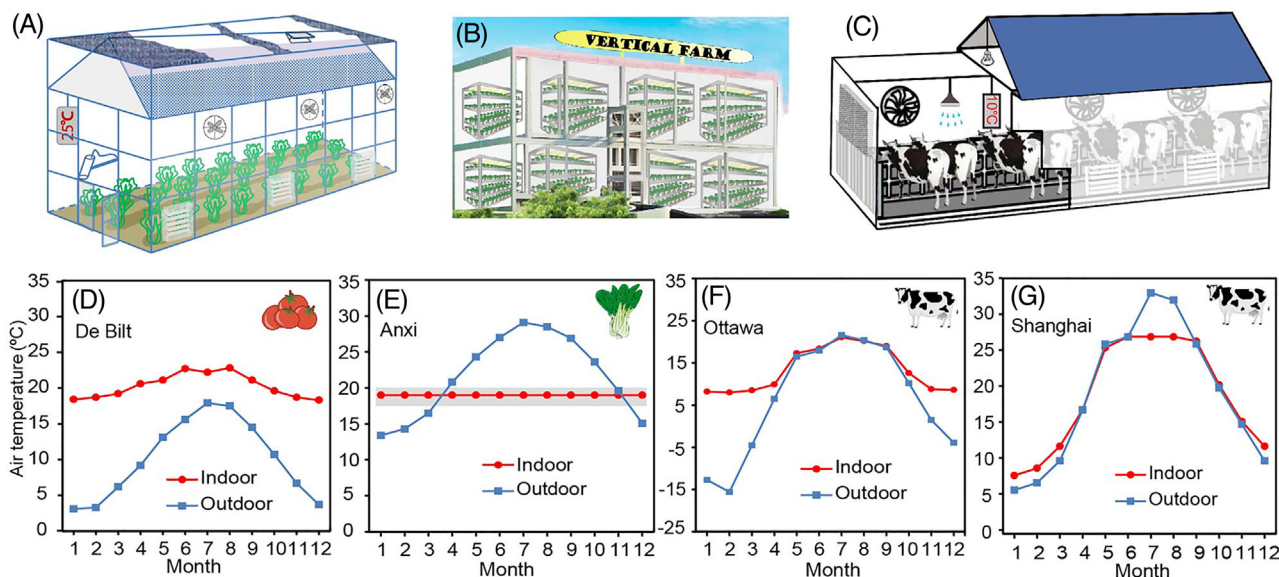 (A)
25℃
(B)
VERTICAL FARM
(C)
10℃
Air temperature (ºC)
35
30
25
20
15
10
5
0
(D)
De Bilt
Indoor
Outdoor
1 2 3 4 5 6 7 8 9 10 11 12
Month
35
30
25
20
15
10
5
0
(E)
Anxi
Indoor
Outdoor
1 2 3 4 5 6 7 8 9 10 11 12
Month
35
25
15
5
-5
-15
-25
(F)
Ottawa
Indoor
Outdoor
1 2 3 4 5 6 7 8 9 10 11 12
Month
35
30
25
20
15
10
5
0
(G)
Shanghai
Indoor
Outdoor
1 2 3 4 5 6 7 8 9 10 11 12
Month